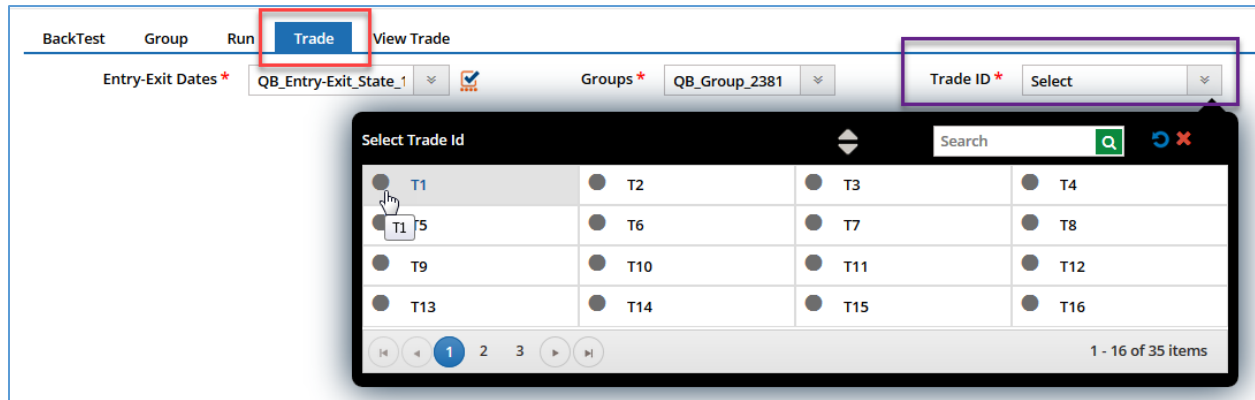 BackTest Group Run Trade View Trade
Entry-Exit Dates * QB_Entry-Exit_State_1 Groups * QB_Group_2381 Trade ID * Select
Select Trade Id Search
T1 T2 T3 T4
T1 T5 T6 T7 T8
T9 T10 T11 T12
T13 T14 T15 T16
1 2 3 1 - 16 of 35 items